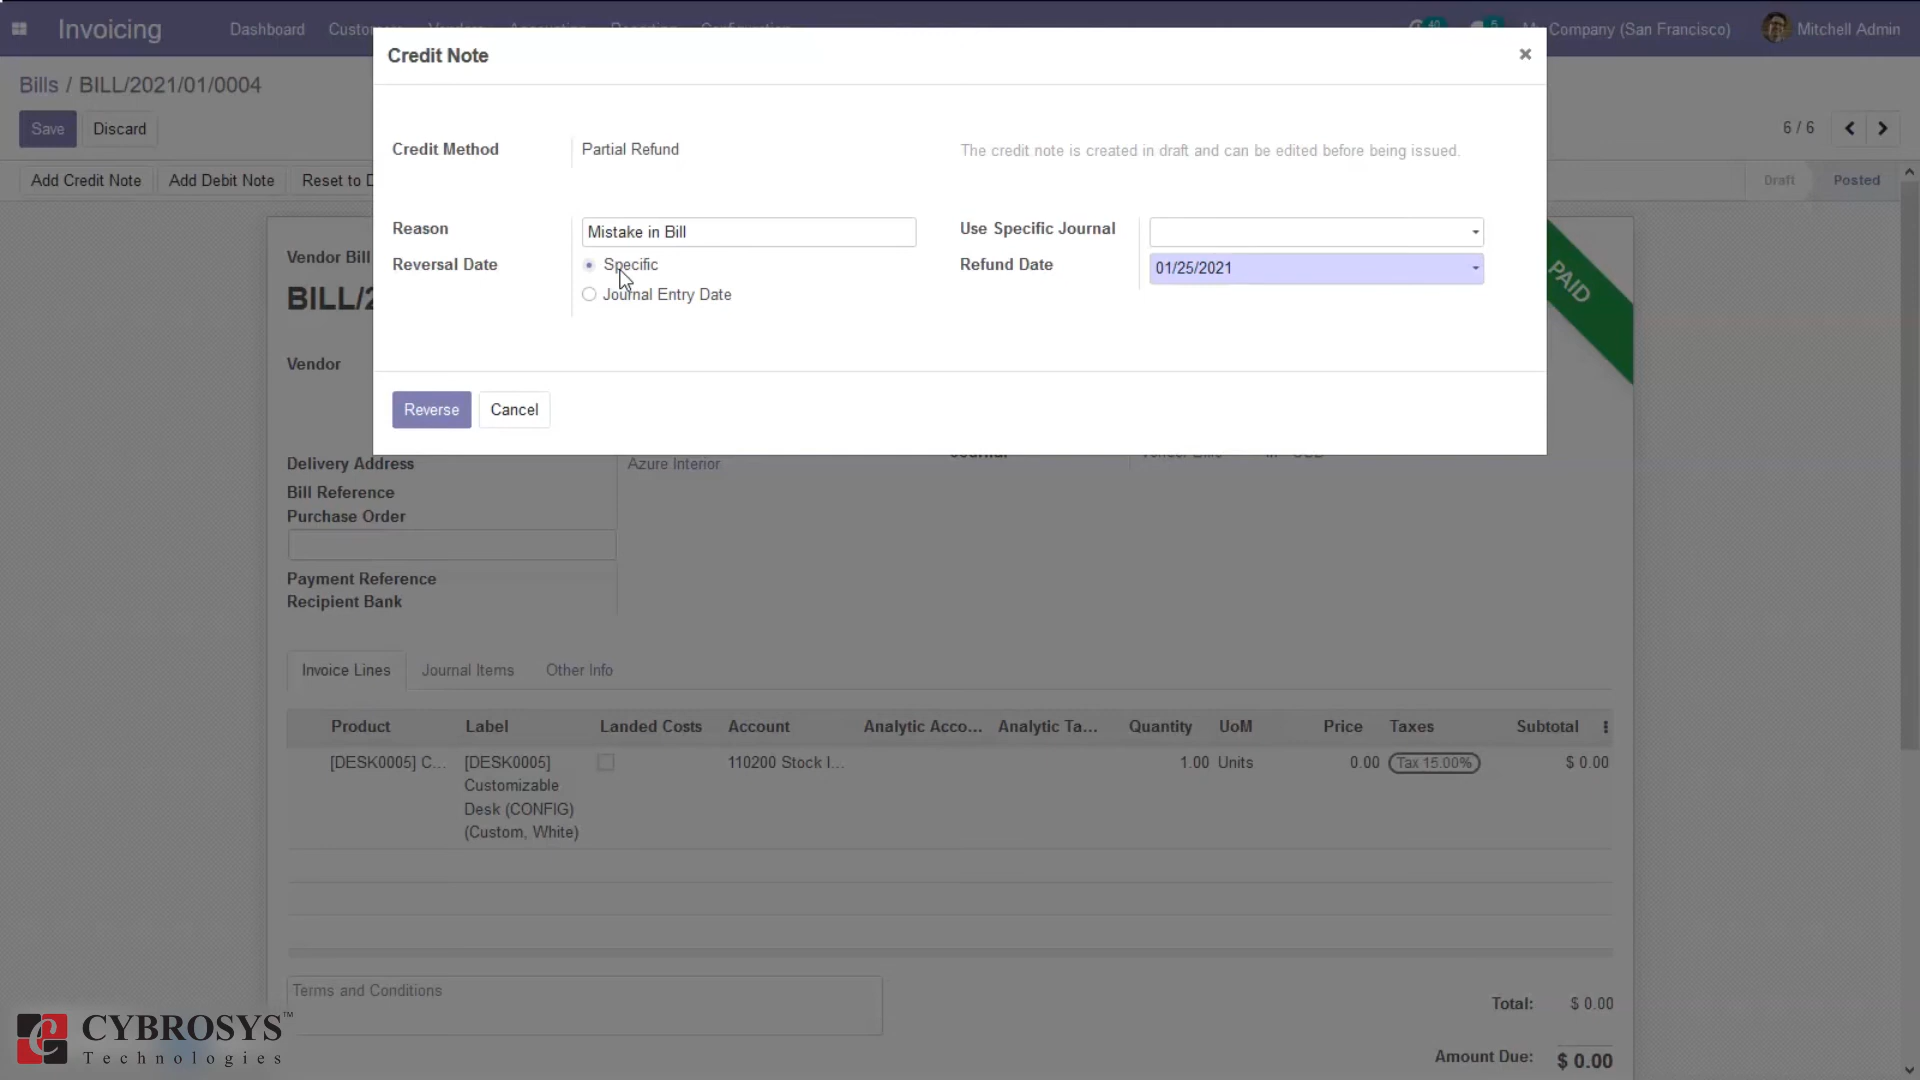 Invoicing
Dashboard
40
5
Company (San Francisco)
Mitchell Admin
Credit Note
Bills / BILL/2021/01/0004
Save
Discard
6 / 6
Credit Method
Partial Refund
The credit note is created in draft and can be edited before being issued.
Add Credit Note
Add Debit Note
Reset to D
Draft
Posted
Reason
Mistake in Bill
Use Specific Journal
Reversal Date
Specific
Journal Entry Date
Refund Date
01/25/2021
Vendor Bill
BILL/2
PAID
Vendor
Reverse
Cancel
Delivery Address
Azure Interior
Bill Reference
Purchase Order
Payment Reference
Recipient Bank
Invoice Lines
Journal Items
Other Info
Product
Label
Landed Costs
Account
Analytic Acco...
Analytic Ta...
Quantity
UoM
Price
Taxes
Subtotal
[DESK0005] C...
[DESK0005]
Customizable
Desk (CONFIG)
(Custom, White)
110200 Stock I...
1.00
Units
0.00
Tax 15.00%
$ 0.00
Terms and Conditions
Total:
$ 0.00
Amount Due:
$ 0.00
CYBROSYS™
Technologies